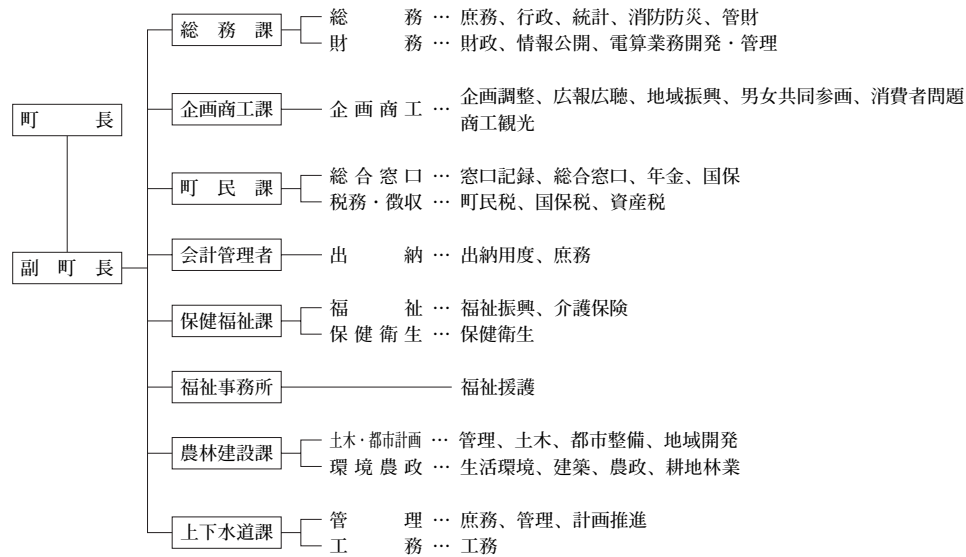 町長
副町長
総務課
総務…庶務、行政、統計、消防防災、管財
財務…財政、情報公開、電算業務開発・管理
企画商工課
企画商工…企画調整、広報広聴、地域振興、男女共同参画、消費者問題
商工観光
町民課
総合窓口…窓口記録、総合窓口、年金、国保
税務・徴収…町民税、国保税、資産税
会計管理者
出納…出納用度、庶務
保健福祉課
福祉…福祉振興、介護保険
保健衛生…保健衛生
福祉事務所
福祉援護
農林建設課
土木・都市計画…管理、土木、都市整備、地域開発
環境農政…生活環境、建築、農政、耕地林業
上下水道課
管理…庶務、管理、計画推進
工務…工務